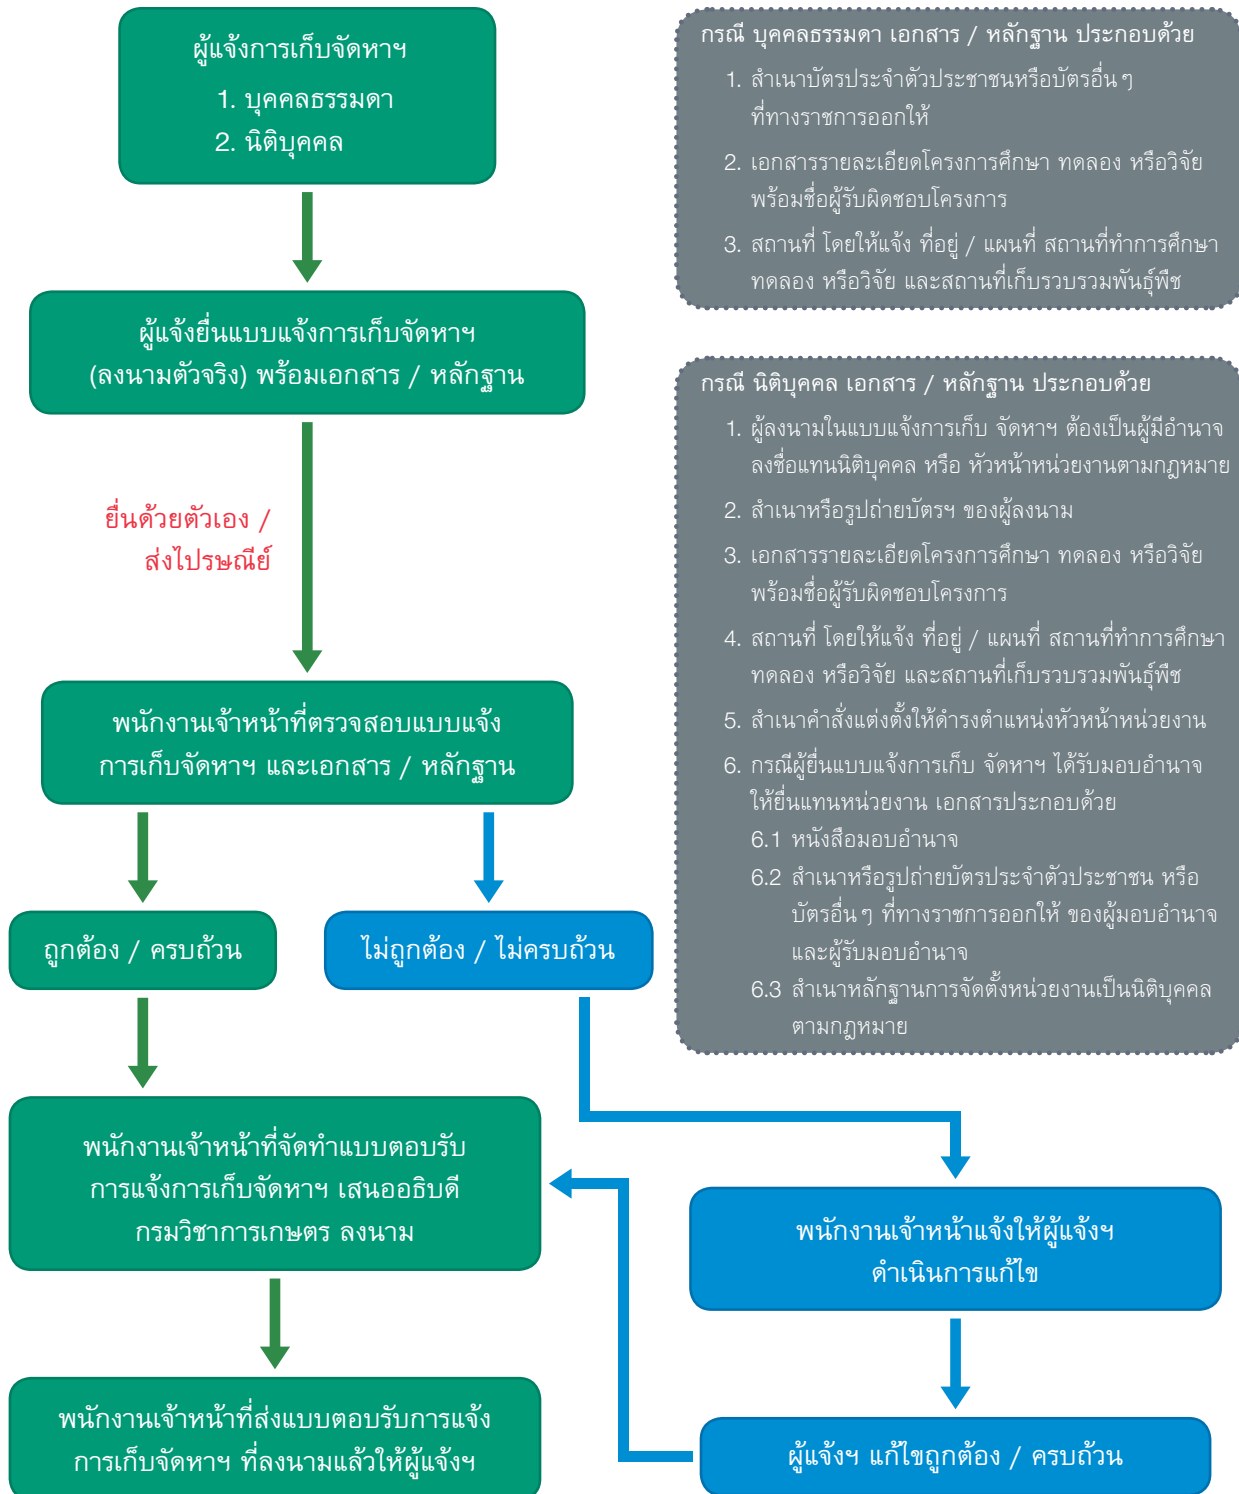 ผู้แจ้งการเก็บจัดหาฯ
1. บุคคลธรรมดา
2. นิติบุคคล
ผู้แจ้งยื่นแบบแจ้งการเก็บจัดหาฯ
(ลงนามตัวจริง) พร้อมเอกสาร / หลักฐาน
ยื่นด้วยตัวเอง /
ส่งไปรษณีย์
พนักงานเจ้าหน้าที่ตรวจสอบแบบแจ้ง
การเก็บจัดหาฯ และเอกสาร / หลักฐาน
ถูกต้อง / ครบถ้วน
ไม่ถูกต้อง / ไม่ครบถ้วน
พนักงานเจ้าหน้าที่จัดทำแบบตอบรับ
การแจ้งการเก็บจัดหาฯ เสนออธิบดี
กรมวิชาการเกษตร ลงนาม
พนักงานเจ้าหน้าแจ้งให้ผู้แจ้งฯ
ดำเนินการแก้ไข
พนักงานเจ้าหน้าที่ส่งแบบตอบรับการแจ้ง
การเก็บจัดหาฯ ที่ลงนามแล้วให้ผู้แจ้งฯ
ผู้แจ้งฯ แก้ไขถูกต้อง / ครบถ้วน
กรณี บุคคลธรรมดา เอกสาร / หลักฐาน ประกอบด้วย
1. สำเนาบัตรประจำตัวประชาชนหรือบัตรอื่นๆ
ที่ทางราชการออกให้
2. เอกสารรายละเอียดโครงการศึกษา ทดลอง หรือวิจัย
พร้อมชื่อผู้รับผิดชอบโครงการ
3. สถานที่ โดยให้แจ้ง ที่อยู่ / แผนที่ สถานที่ทำการศึกษา
ทดลอง หรือวิจัย และสถานที่เก็บรวบรวมพันธุ์พืช
กรณี นิติบุคคล เอกสาร / หลักฐาน ประกอบด้วย
1. ผู้ลงนามในแบบแจ้งการเก็บ จัดหาฯ ต้องเป็นผู้มีอำนาจ
ลงชื่อแทนนิติบุคคล หรือ หัวหน้าหน่วยงานตามกฎหมาย
2. สำเนาหรือรูปถ่ายบัตรฯ ของผู้ลงนาม
3. เอกสารรายละเอียดโครงการศึกษา ทดลอง หรือวิจัย
พร้อมชื่อผู้รับผิดชอบโครงการ
4. สถานที่ โดยให้แจ้ง ที่อยู่ / แผนที่ สถานที่ทำการศึกษา
ทดลอง หรือวิจัย และสถานที่เก็บรวบรวมพันธุ์พืช
5. สำเนาคำสั่งแต่งตั้งให้ดำรงตำแหน่งหัวหน้าหน่วยงาน
6. กรณีผู้ยื่นแบบแจ้งการเก็บ จัดหาฯ ได้รับมอบอำนาจ
ให้ยื่นแทนหน่วยงาน เอกสารประกอบด้วย
6.1 หนังสือมอบอำนาจ
6.2 สำเนาหรือรูปถ่ายบัตรประจำตัวประชาชน หรือ
บัตรอื่นๆ ที่ทางราชการออกให้ ของผู้มอบอำนาจ
และผู้รับมอบอำนาจ
6.3 สำเนาหลักฐานการจัดตั้งหน่วยงานเป็นนิติบุคคล
ตามกฎหมาย